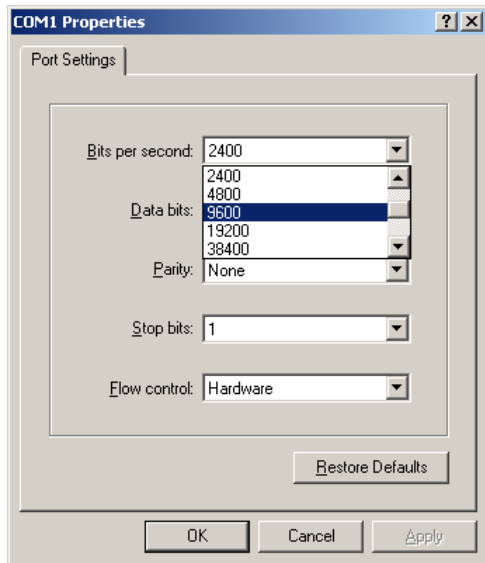 COM1 Properties
Port Settings
Bits per second: 2400
2400
4800
Data bits: 9600
19200
38400
Parity: None
Stop bits: 1
Flow control: Hardware
Restore Defaults
OK Cancel Apply